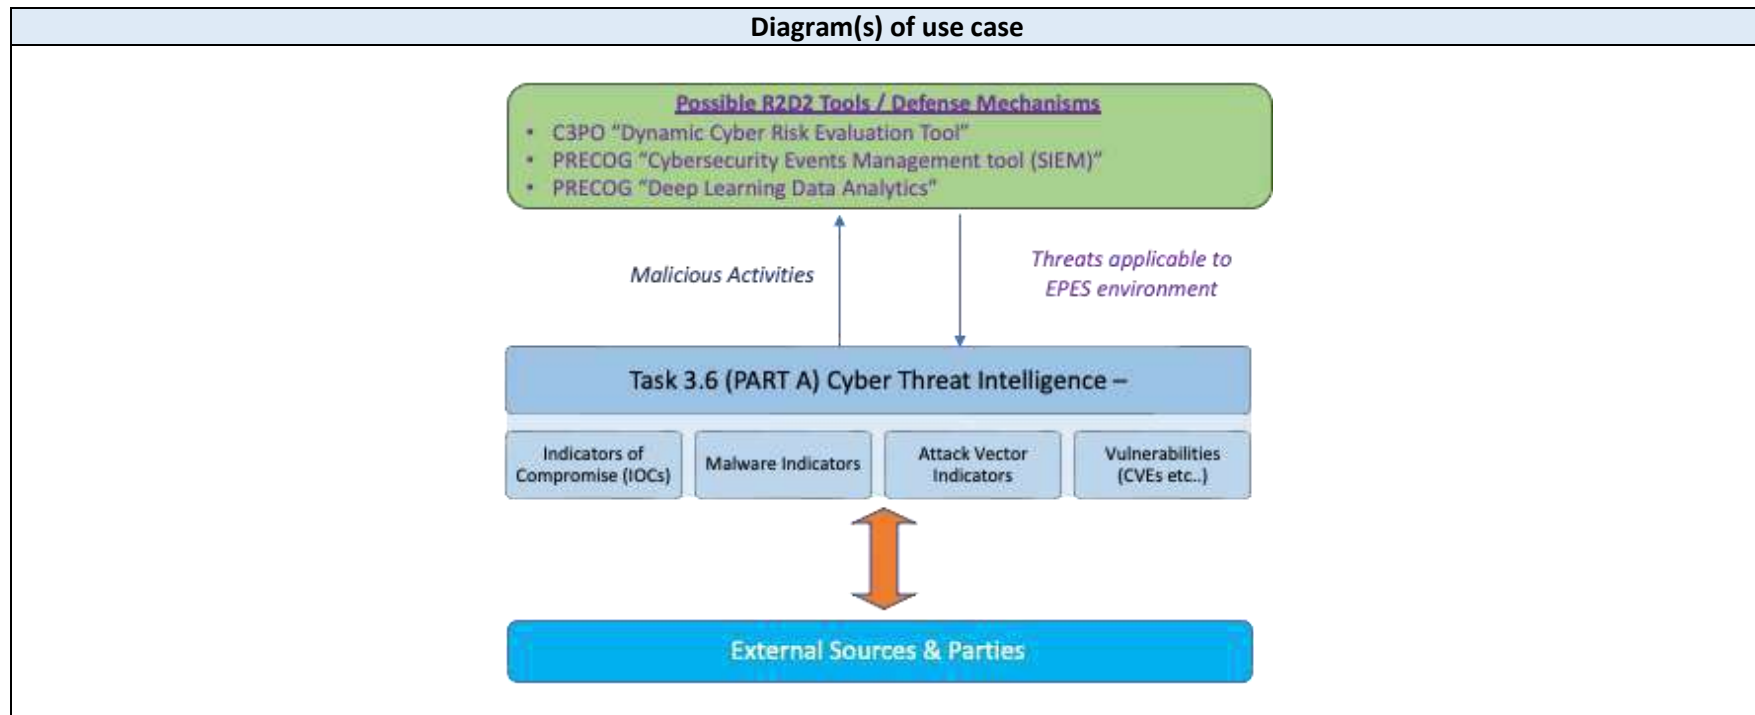 Diagram(s) of use case
Possible R2D2 Tools / Defense Mechanisms
• C3PO “Dynamic Cyber Risk Evaluation Tool”
• PRECOG “Cybersecurity Events Management tool (SIEM)”
• PRECOG “Deep Learning Data Analytics”
Malicious Activities
Threats applicable to
EPES environment
Task 3.6 (PART A) Cyber Threat Intelligence –
Indicators of
Compromise (IOCs)
Malware Indicators
Attack Vector
Indicators
Vulnerabilities
(CVEs etc..)
External Sources & Parties